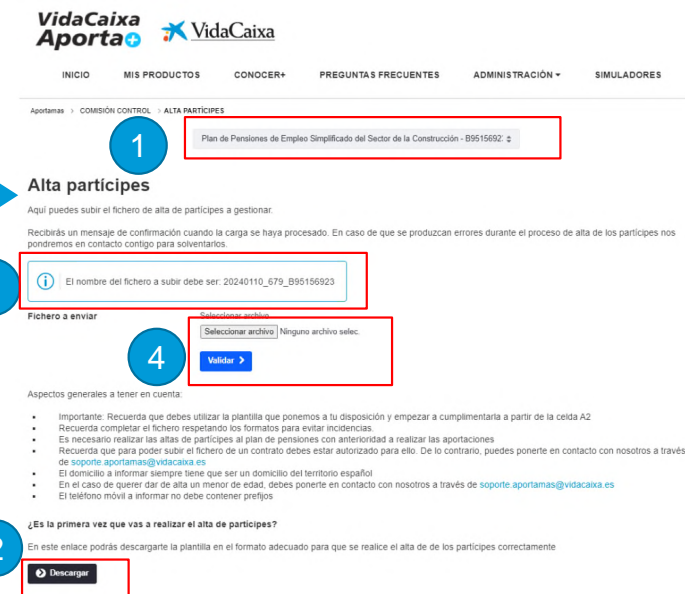 VidaCaixa
Aporta+
VidaCaixa
INICIO MIS PRODUCTOS CONOCER+ PREGUNTAS FRECUENTES ADMINISTRACIÓN SIMULADORES
Aportamas > COMISIÓN CONTROL > ALTA PARTÍCIPES
1
Plan de Pensiones de Empleo Simplificado del Sector de la Construcción - B9515692:
Alta partícipes
Aquí puedes subir el fichero de alta de partícipes a gestionar.
Recibirás un mensaje de confirmación cuando la carga se haya procesado. En caso de que se produzcan errores durante el proceso de alta de los partícipes nos
pondremos en contacto contigo para solventarlos.
El nombre del fichero a subir debe ser: 20240110_679_B95156923
Fichero a enviar
Seleccionar archivo
Seleccionar archivo Ninguno archivo selec.
4
Validar >
Aspectos generales a tener en cuenta:
Importante: Recuerda que debes utilizar la plantilla que ponemos a tu disposición y empezar a cumplimentarla a partir de la celda A2
Recuerda completar el fichero respetando los formatos para evitar incidencias.
Es necesario realizar las altas de partícipes al plan de pensiones con anterioridad a realizar las aportaciones
Recuerda que para poder subir el fichero de un contrato debes estar autorizado para ello. De lo contrario, puedes ponerte en contacto con nosotros a través
de soporte.aportamas@vidacaixa.es
El domicilio a informar siempre tiene que ser un domicilio del territorio español
En el caso de querer dar de alta un menor de edad, debes ponerte en contacto con nosotros a través de soporte.aportamas@vidacaixa.es
El teléfono móvil a informar no debe contener prefijos
¿Es la primera vez que vas a realizar el alta de partícipes?
2
En este enlace podrás descargarte la plantilla en el formato adecuado para que se realice el alta de de los partícipes correctamente
Descargar